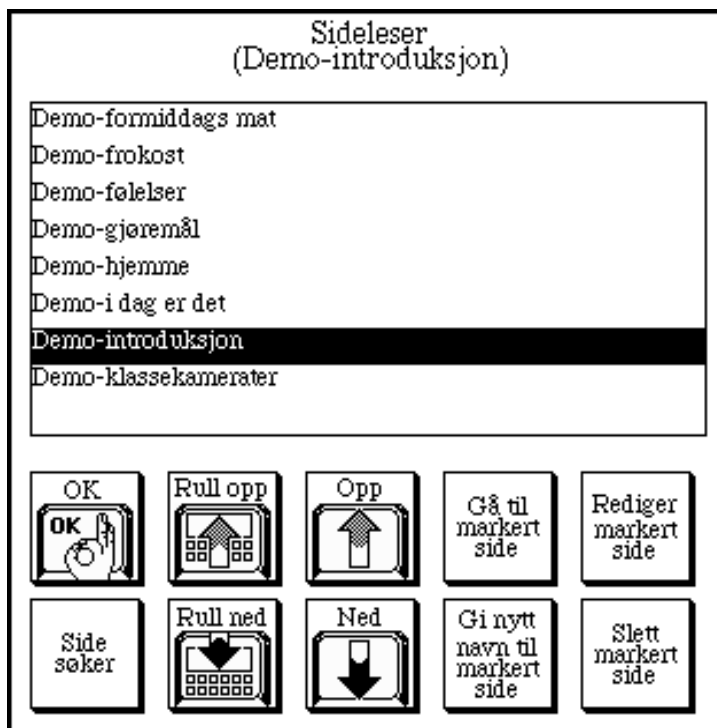 Sideleser
(Demo-introduksjon)
Demo-formiddags mat
Demo-frokost
Demo-følelser
Demo-gjøremål
Demo-hjemme
Demo-i dag er det
Demo-introduksjon
Demo-klassekamerater
OK
OK
Rull opp
Opp
Gå til
markert
side
Rediger
markert
side
Side
søker
Rull ned
Ned
Gi nytt
navn til
markert
side
Slett
markert
side